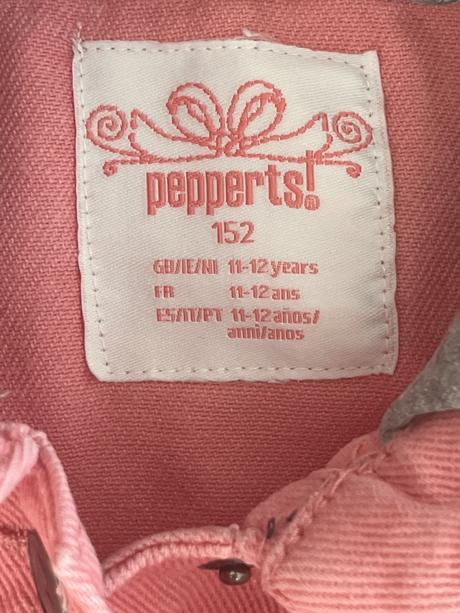 pepperts!®
152
GB/IE/NI 11-12 years
FR 11-12 ans
ES/IT/PT 11-12 años/
anni/anos